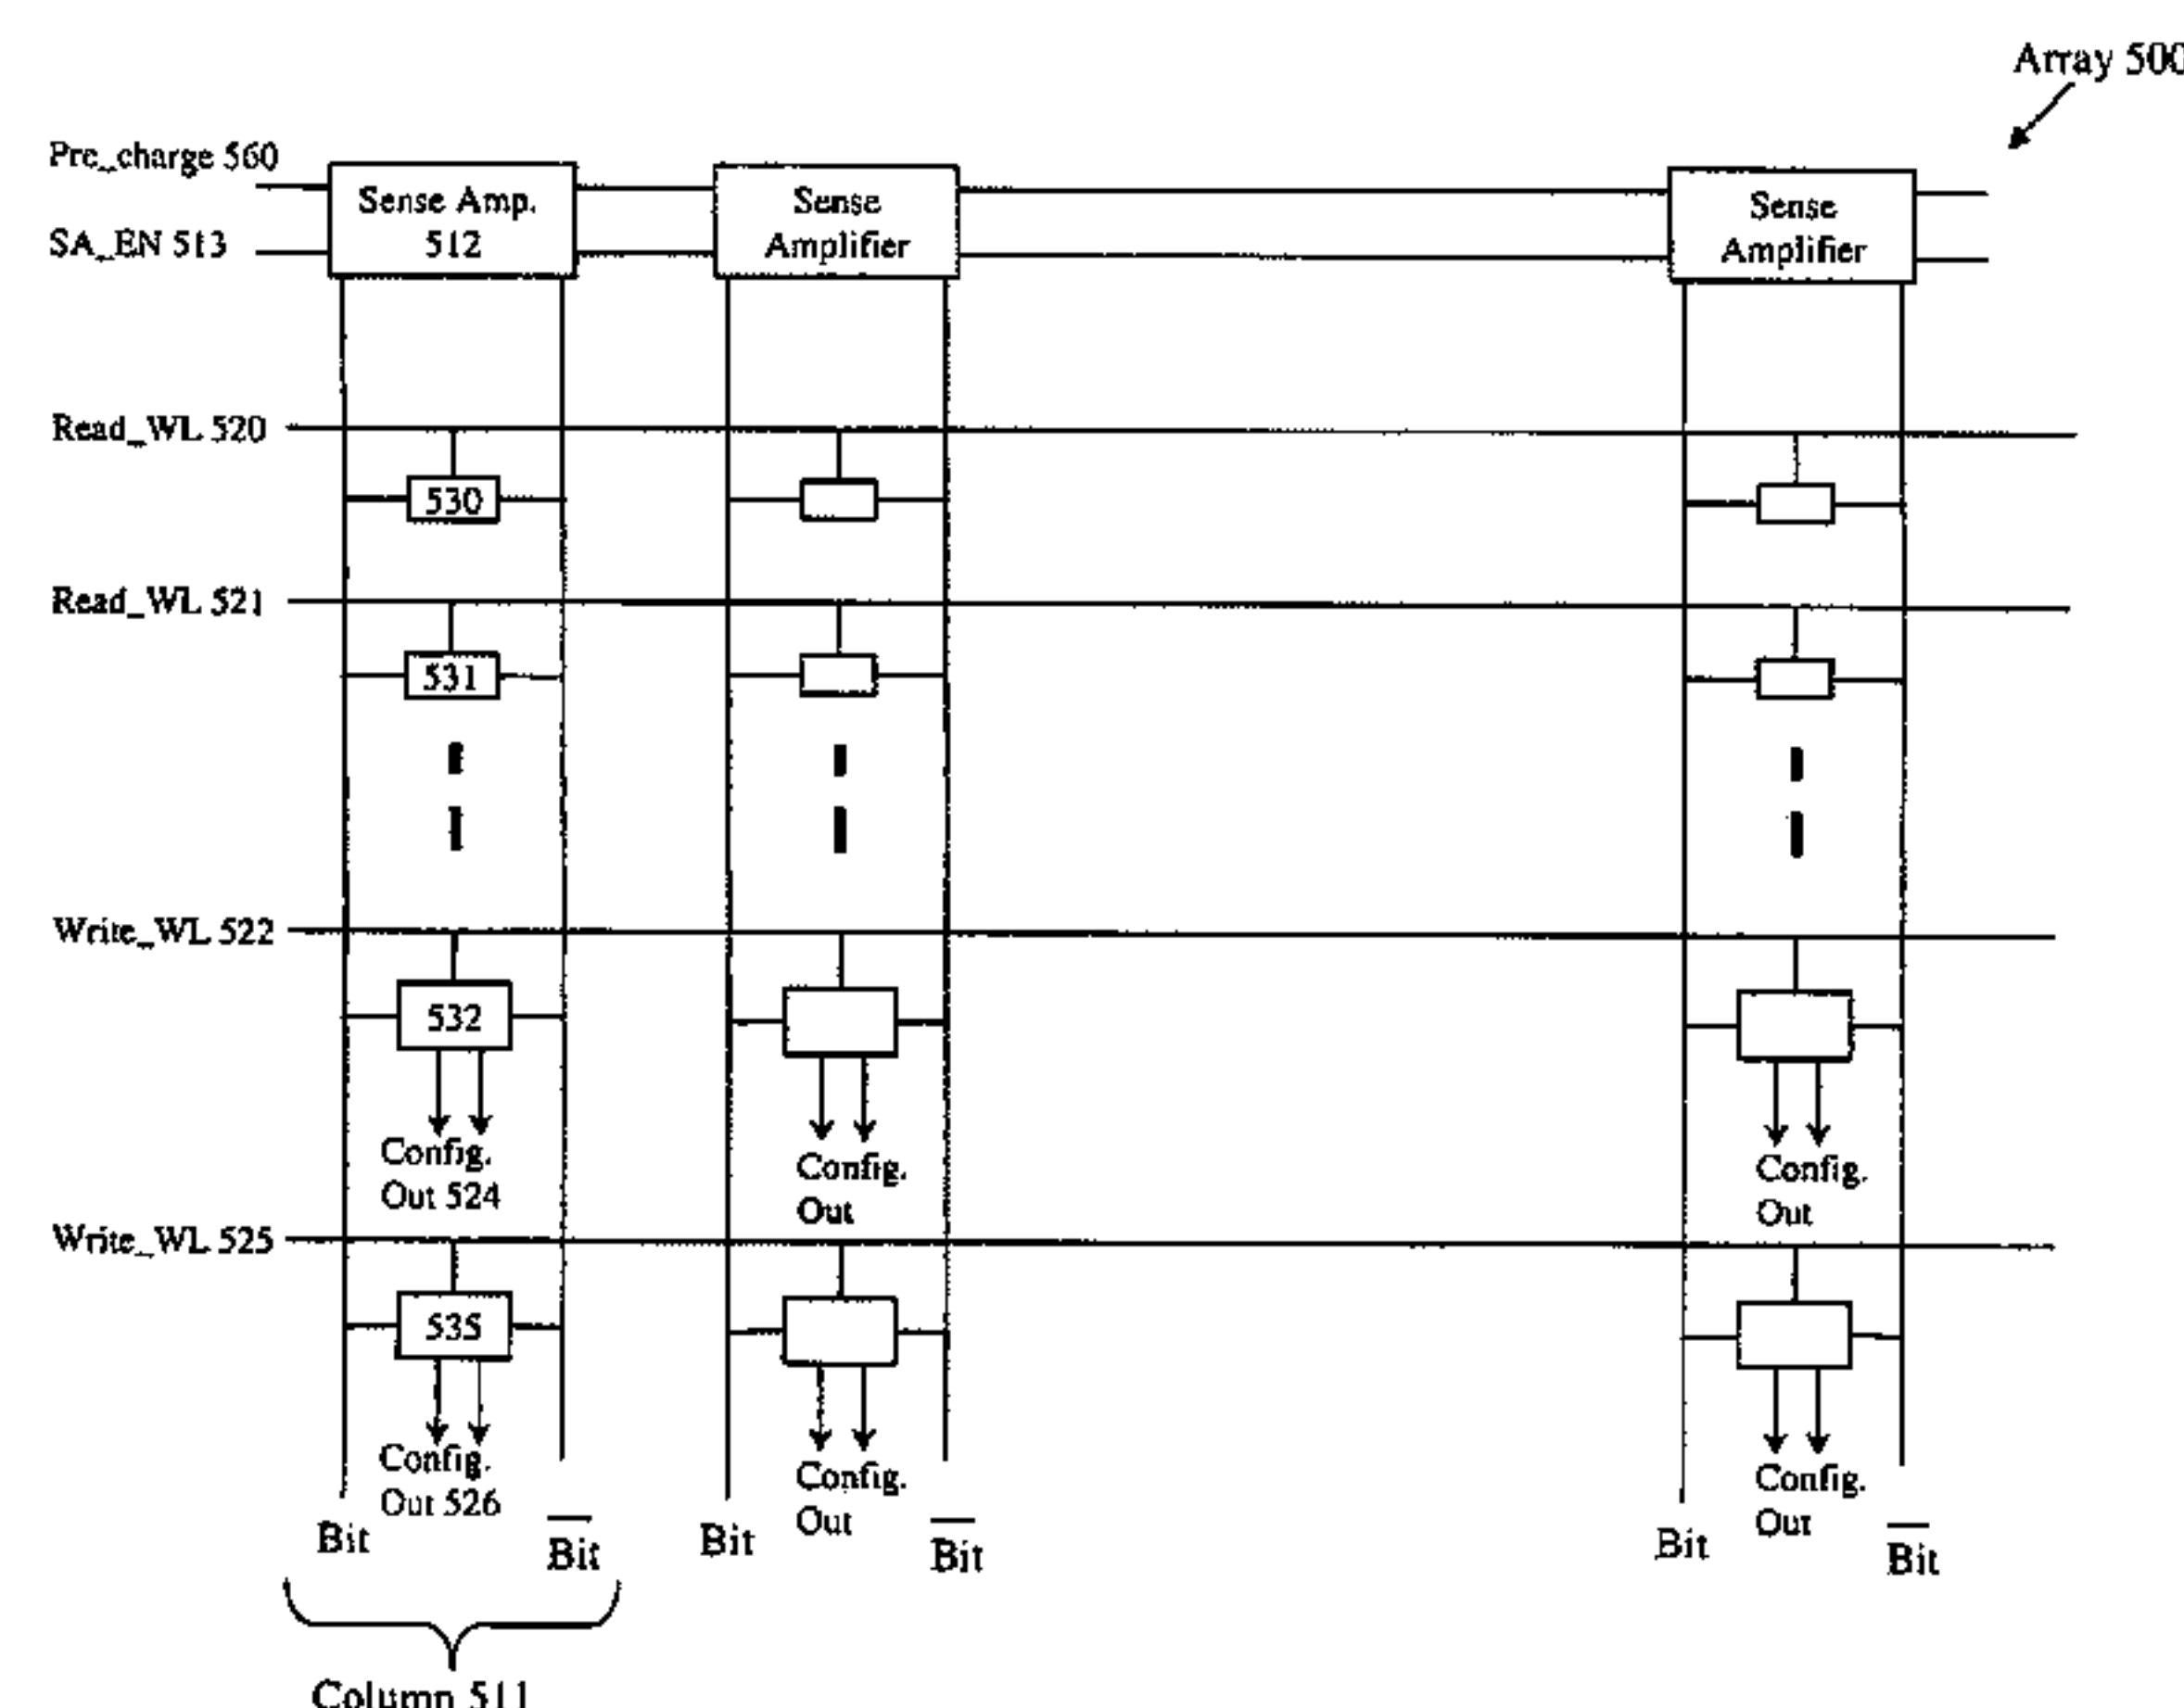 Array 500
Pre_charge 560
Sense Amp.
512
Sense
Amplifier
Sense
Amplifier
SA_EN 513
Read_WL 520
530
Read_WL 521
531
Write_WL 522
532
Config.
Out 524
Config.
Out
Config.
Out
Write_WL 525
535
Config.
Out 526
Config.
Out
Config.
Out
Bit
Bit
Bit
Bit
Bit
Bit
Column 511